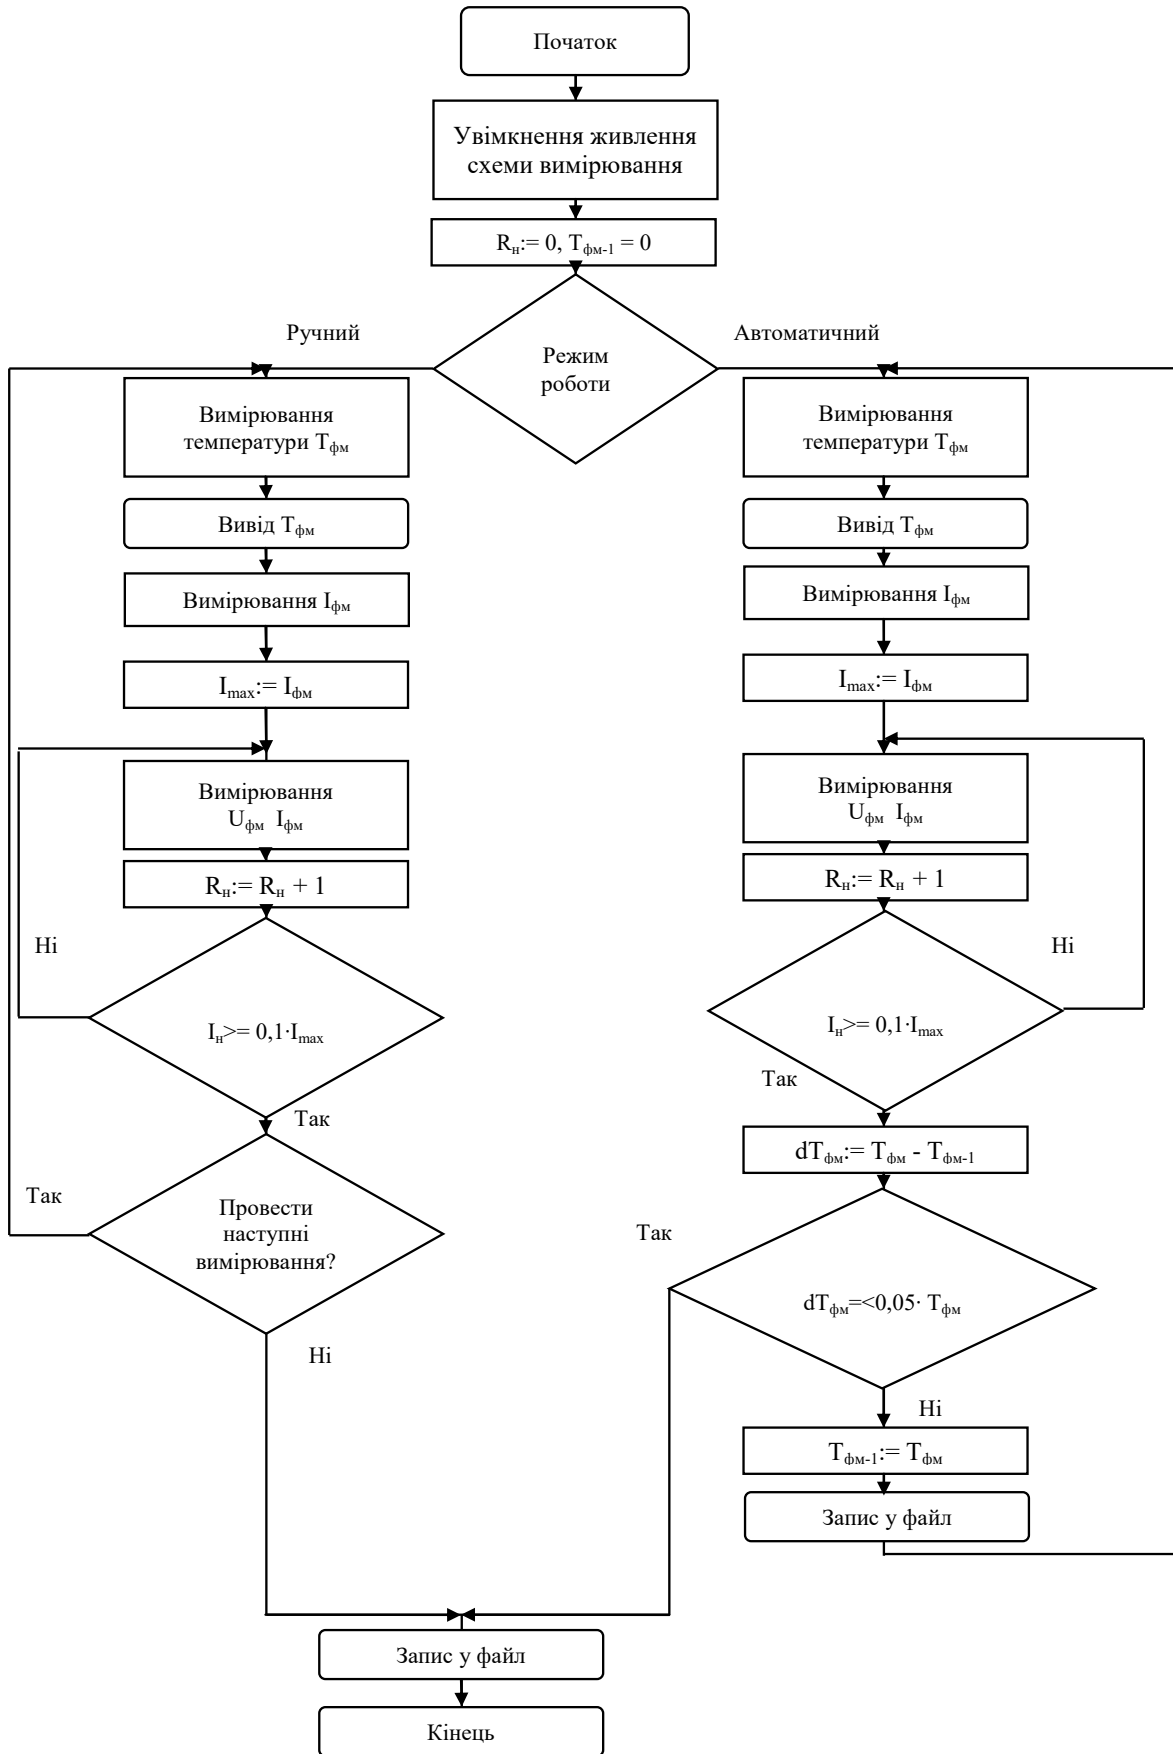 Початок
Увімкнення живлення
схеми вимірювання
Rн:= 0, Tфм-1 = 0
Ручний
Автоматичний
Режим
роботи
Вимірювання
температури Tфм
Вивід Tфм
Вимірювання Iфм
Imax:= Iфм
Вимірювання
Uфм Iфм
Rн:= Rн + 1
Ні
Iн>= 0,1·Imax
Так
Так
Провести
наступні
вимірювання?
Ні
Вимірювання
температури Tфм
Вивід Tфм
Вимірювання Iфм
Imax:= Iфм
Вимірювання
Uфм Iфм
Rн:= Rн + 1
Ні
Iн>= 0,1·Imax
Так
dTфм:= Tфм - Tфм-1
Так
dTфм=<0,05· Tфм
Ні
Tфм-1:= Tфм
Запис у файл
Запис у файл
Кінець